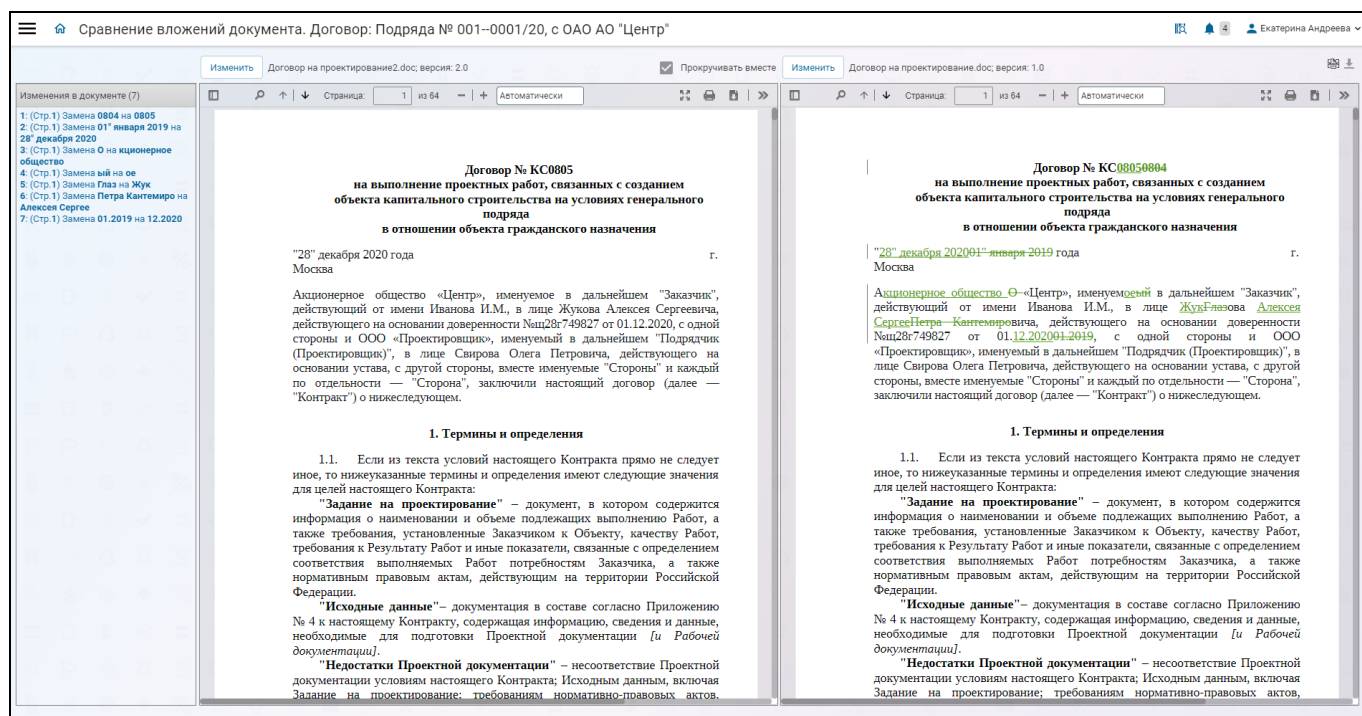 Сравнение вложений документа. Договор: Подряда № 001--0001/20, с ОАО АО "Центр"
4
Екатерина Андреева
Изменить
Договор на проектирование2.doc; версия: 2.0
Прокручивать вместе
Изменить
Договор на проектирование.doc; версия: 1.0
Изменения в документе (7)
1: (Стр.1) Замена 0804 на 0805
2: (Стр.1) Замена 01" января 2019 на
28" декабря 2020
3: (Стр.1) Замена О на кционерное
общество
4: (Стр.1) Замена ый на ое
5: (Стр.1) Замена Глаз на Жук
6: (Стр.1) Замена Петра Кантемиро на
Алексея Сергее
7: (Стр.1) Замена 01.2019 на 12.2020
Страница: 1 из 64 Автоматически
Договор № КС0805
на выполнение проектных работ, связанных с созданием
объекта капитального строительства на условиях генерального
подряда
в отношении объекта гражданского назначения
"28" декабря 2020 года г.
Москва
Акционерное общество «Центр», именуемое в дальнейшем "Заказчик",
действующий от имени Иванова И.М., в лице Жукова Алексея Сергеевича,
действующего на основании доверенности №щ28г749827 от 01.12.2020, с одной
стороны и ООО «Проектировщик», именуемый в дальнейшем "Подрядчик
(Проектировщик)", в лице Свирова Олега Петровича, действующего на
основании устава, с другой стороны, вместе именуемые "Стороны" и каждый
по отдельности — "Сторона", заключили настоящий договор (далее —
"Контракт") о нижеследующем.
1. Термины и определения
1.1. Если из текста условий настоящего Контракта прямо не следует
иное, то нижеуказанные термины и определения имеют следующие значения
для целей настоящего Контракта:
"Задание на проектирование" – документ, в котором содержится
информация о наименовании и объеме подлежащих выполнению Работ, а
также требования, установленные Заказчиком к Объекту, качеству Работ,
требования к Результату Работ и иные показатели, связанные с определением
соответствия выполняемых Работ потребностям Заказчика, а также
нормативным правовым актам, действующим на территории Российской
Федерации.
"Исходные данные"– документация в составе согласно Приложению
№ 4 к настоящему Контракту, содержащая информацию, сведения и данные,
необходимые для подготовки Проектной документации [и Рабочей
документации].
"Недостатки Проектной документации" – несоответствие Проектной
документации условиям настоящего Контракта; Исходным данным, включая
Задание на проектирование; требованиям нормативно-правовых актов,
Страница: 1 из 64 Автоматически
Договор № КС08050804
на выполнение проектных работ, связанных с созданием
объекта капитального строительства на условиях генерального
подряда
в отношении объекта гражданского назначения
"28" декабря 202001" января 2019 года г.
Москва
Акционерное общество О «Центр», именуемоеый в дальнейшем "Заказчик",
действующий от имени Иванова И.М., в лице ЖукГлазова Алексея
СергееПетра Кантемировича, действующего на основании доверенности
№щ28г749827 от 01.12.202001.2019, с одной стороны и ООО
«Проектировщик», именуемый в дальнейшем "Подрядчик (Проектировщик)", в
лице Свирова Олега Петровича, действующего на основании устава, с другой
стороны, вместе именуемые "Стороны" и каждый по отдельности — "Сторона",
заключили настоящий договор (далее — "Контракт") о нижеследующем.
1. Термины и определения
1.1. Если из текста условий настоящего Контракта прямо не следует
иное, то нижеуказанные термины и определения имеют следующие значения
для целей настоящего Контракта:
"Задание на проектирование" – документ, в котором содержится
информация о наименовании и объеме подлежащих выполнению Работ, а
также требования, установленные Заказчиком к Объекту, качеству Работ,
требования к Результату Работ и иные показатели, связанные с определением
соответствия выполняемых Работ потребностям Заказчика, а также
нормативным правовым актам, действующим на территории Российской
Федерации.
"Исходные данные"– документация в составе согласно Приложению
№ 4 к настоящему Контракту, содержащая информацию, сведения и данные,
необходимые для подготовки Проектной документации [и Рабочей
документации].
"Недостатки Проектной документации" – несоответствие Проектной
документации условиям настоящего Контракта; Исходным данным, включая
Задание на проектирование; требованиям нормативно-правовых актов,